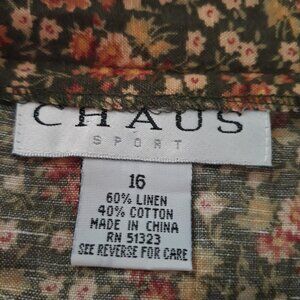 CHAUS
SPORT
16
60% LINEN
40% COTTON
MADE IN CHINA
RN 51323
SEE REVERSE FOR CARE